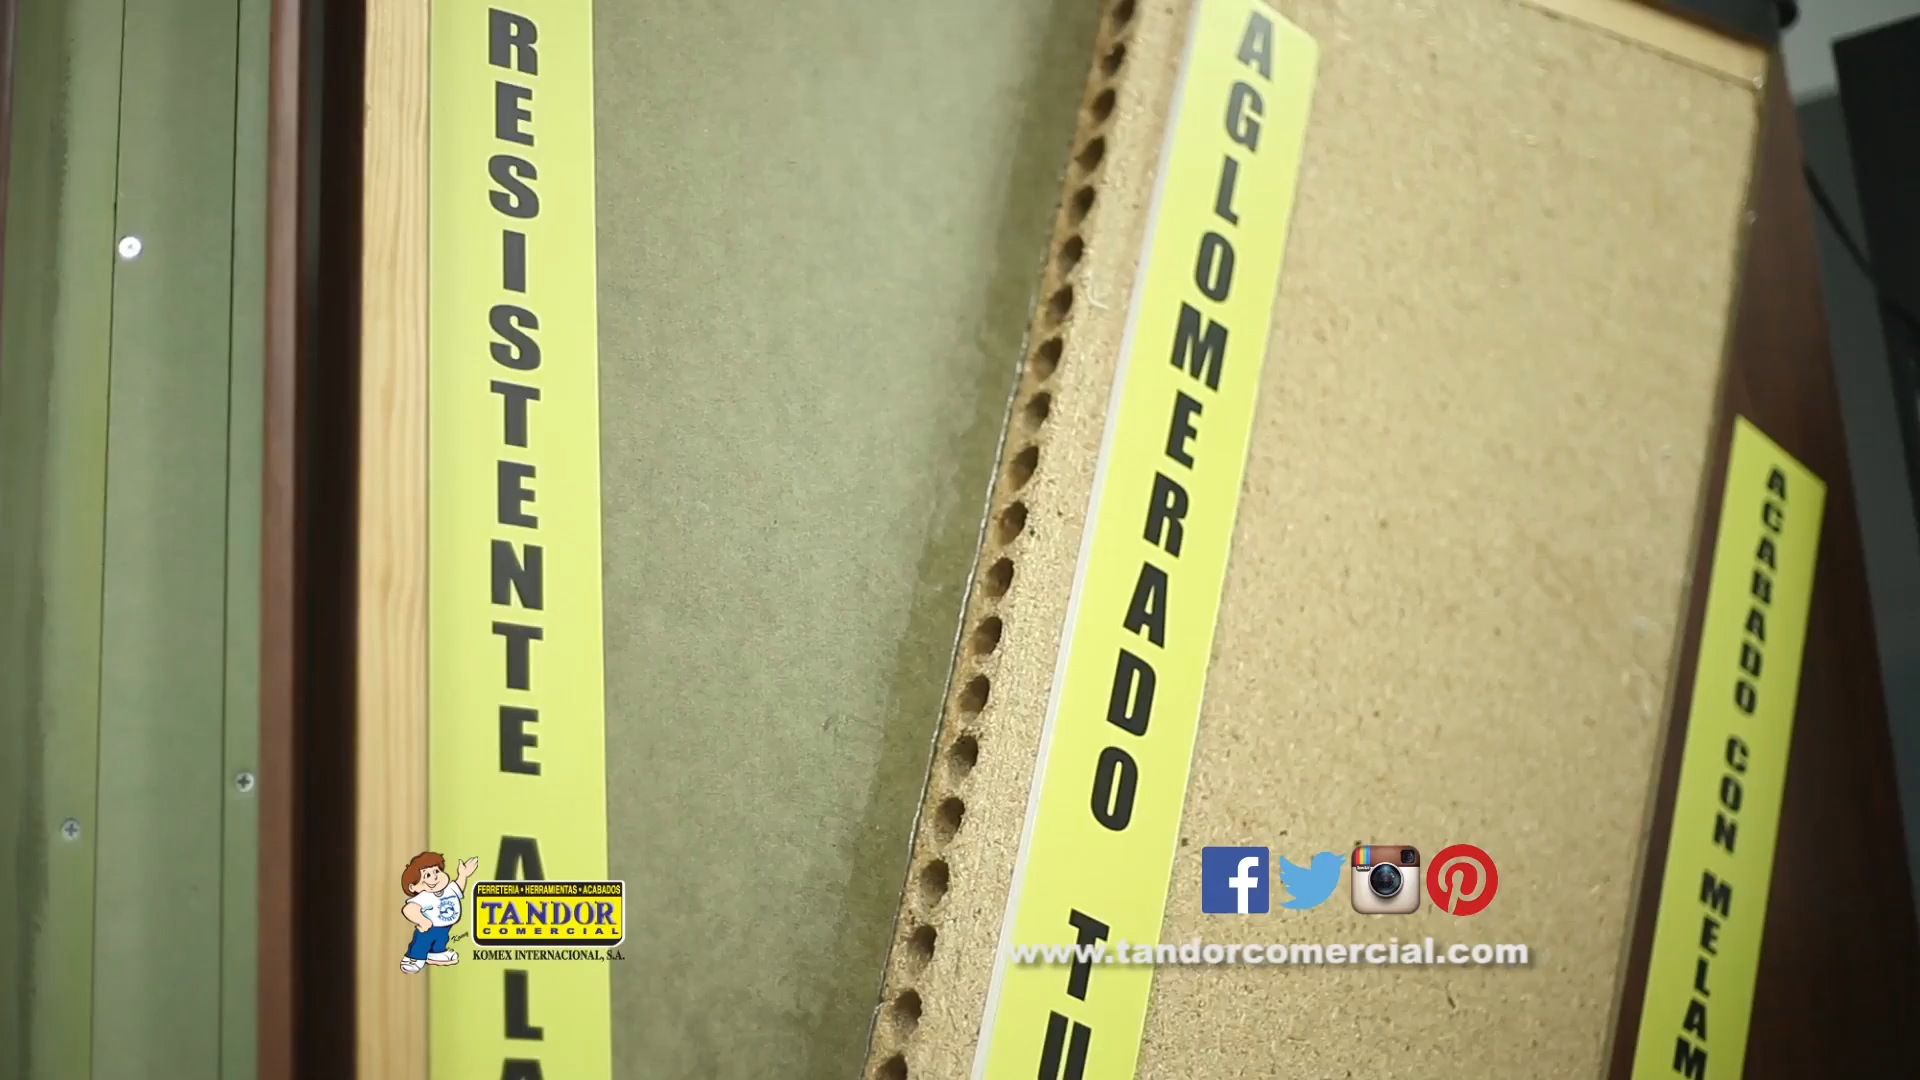 RESISTENTE A LA
AGLOMERADO TU
ACABADO CON MELAM
FERRETERIA • HERRAMIENTAS • ACABADOS
TANDOR
COMERCIAL
KOMEX INTERNACIONAL, S.A.
www.tandorcomercial.com